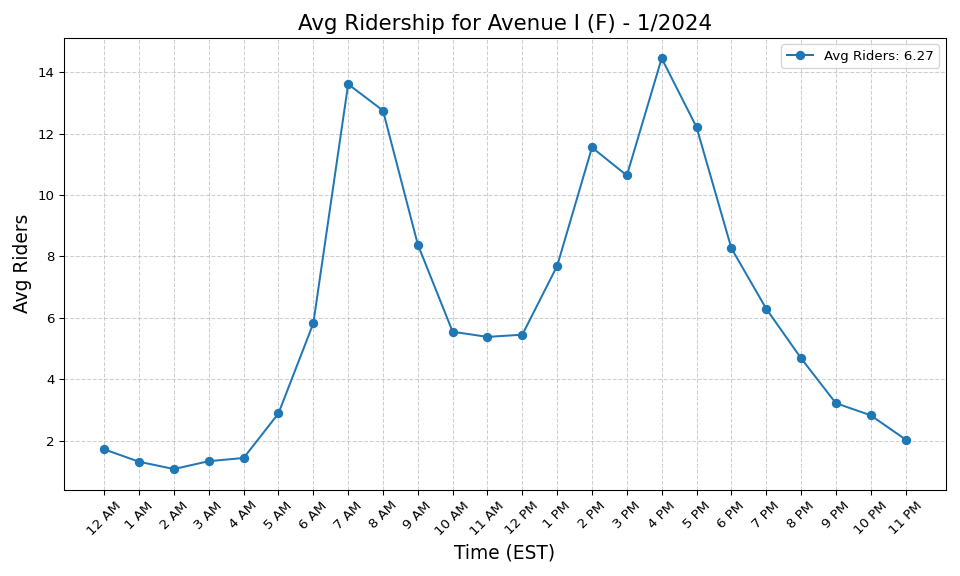 Avg Ridership for Avenue I (F) - 1/2024
Avg Riders: 6.27
Avg Riders
14
12
10
8
6
4
2
12 AM
1 AM
2 AM
3 AM
4 AM
5 AM
6 AM
7 AM
8 AM
9 AM
10 AM
11 AM
12 PM
1 PM
2 PM
3 PM
4 PM
5 PM
6 PM
7 PM
8 PM
9 PM
10 PM
11 PM
Time (EST)